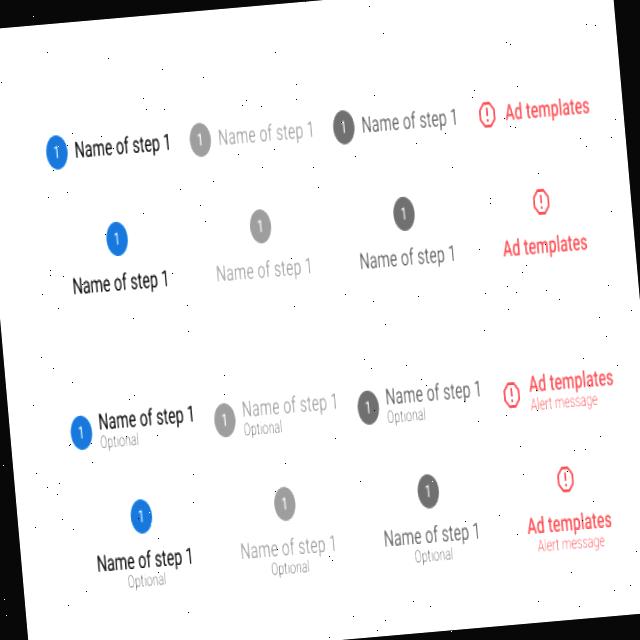 1 Name of step 1 1 Name of step 1 1 Name of step 1 Ad templates
1 1 1
Name of step 1 Name of step 1 Name of step 1 Ad templates
1 Name of step 1 1 Name of step 1 1 Name of step 1 Ad templates
Optional Optional Optional Alert message
1 1 1
Name of step 1 Name of step 1 Name of step 1 Ad templates
Optional Optional Optional Alert message